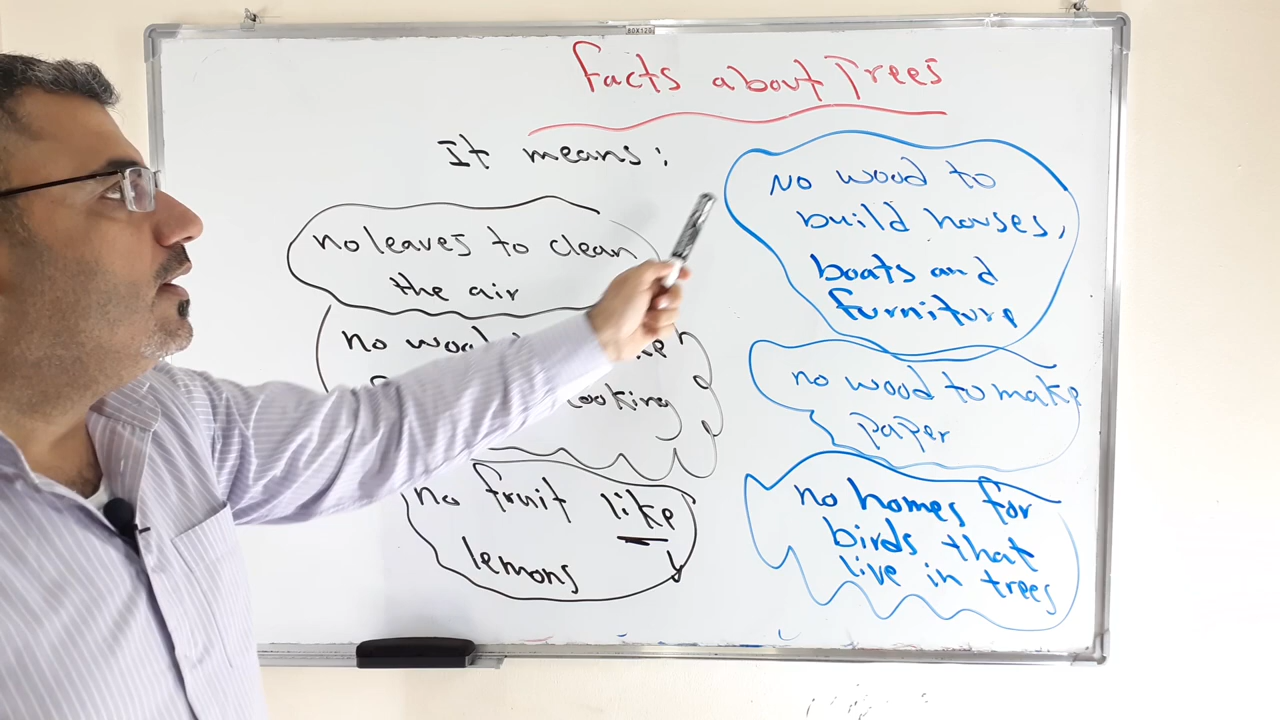 60X120
Facts about Trees
It means:
no leaves to clean
the air
no
cooking
no fruit like
lemons
No wood to
build houses,
boats and
furniture
no wood to make
paper
no homes for
birds that
live in trees